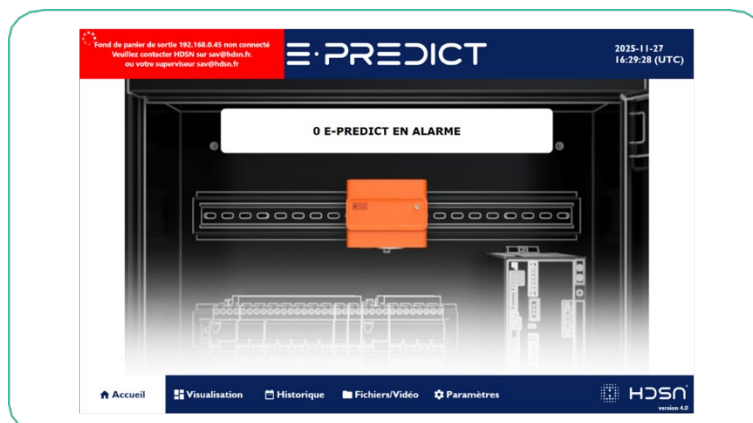 Fond de panier de sortie 192.168.0.45 non connecté
Veuillez contacter HDSN sur sav@hdsn.fr.
ou votre superviseur sav@hdsn.fr
E·PREDICT
2025-11-27
16:29:28 (UTC)
0 E-PREDICT EN ALARME
Accueil
Visualisation
Historique
Fichiers/Vidéo
Paramètres
HDSN
version 4.0